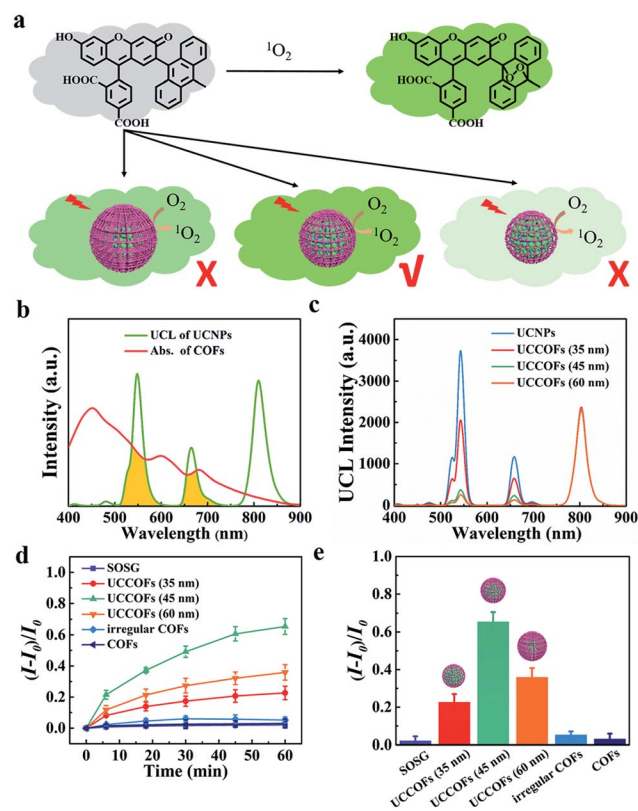 a
HO
O
O
HOOC
COOH
¹O₂
HO
O
O
HOOC
O
O
COOH
O₂
¹O₂
X
O₂
¹O₂
√
O₂
¹O₂
X
b
UCL of UCNPs
Abs. of COFs
Intensity (a.u.)
400 500 600 700 800 900
Wavelength (nm)
c
UCNPs
UCCOFs (35 nm)
UCCOFs (45 nm)
UCCOFs (60 nm)
UCL Intensity (a.u.)
4000
3000
2000
1000
0
400 500 600 700 800 900
Wavelength (nm)
d
SOSG
UCCOFs (35 nm)
UCCOFs (45 nm)
UCCOFs (60 nm)
irregular COFs
COFs
(I-I₀)/I₀
1.0
0.8
0.6
0.4
0.2
0.0
0 10 20 30 40 50 60
Time (min)
e
(I-I₀)/I₀
1.0
0.8
0.6
0.4
0.2
0.0
SOSG
UCCOFs (35 nm)
UCCOFs (45 nm)
UCCOFs (60 nm)
irregular COFs
COFs